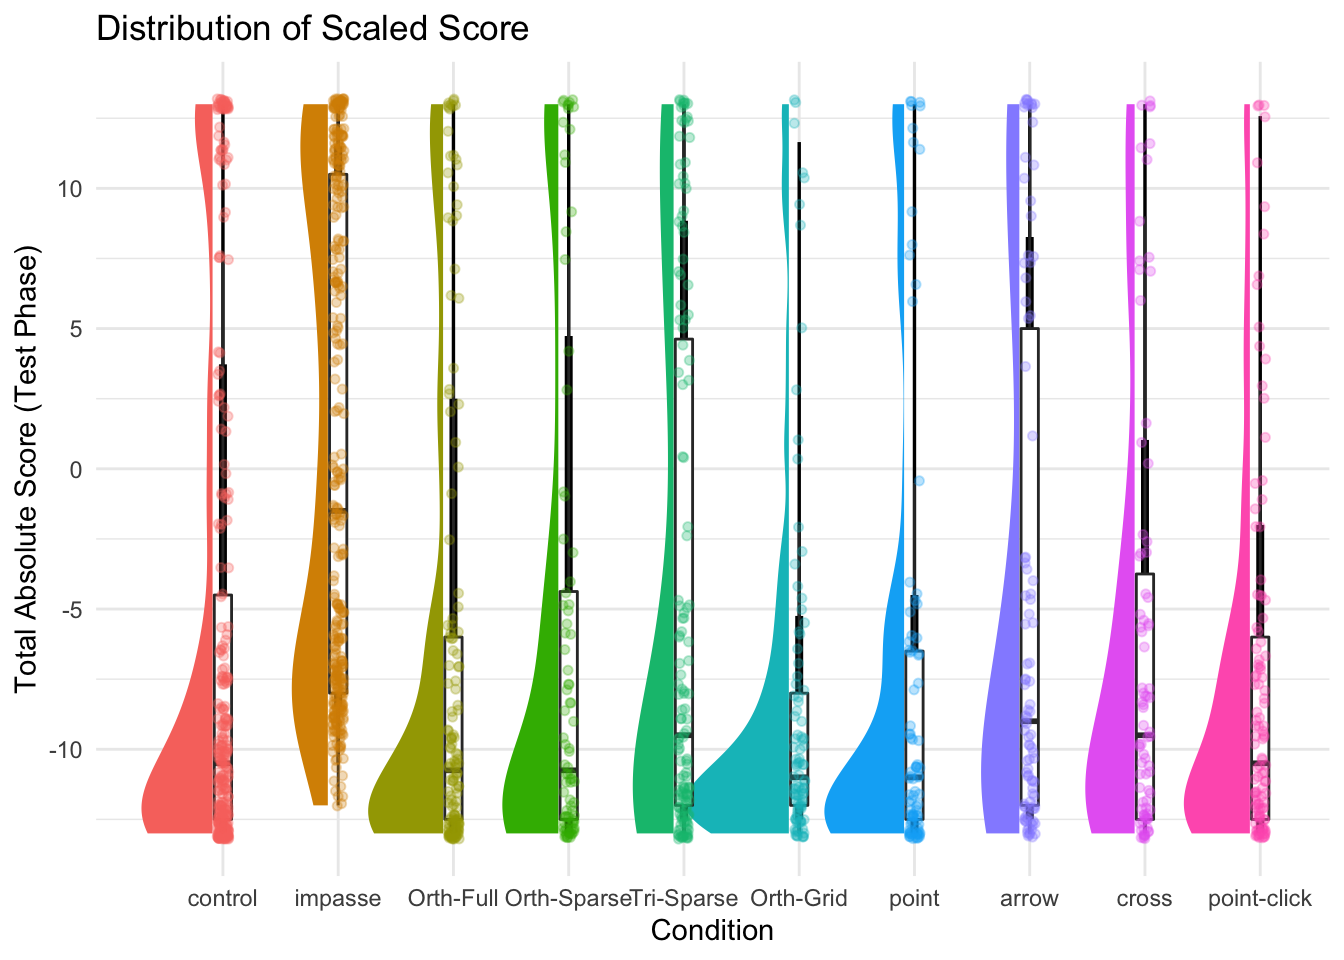 Distribution of Scaled Score
Total Absolute Score (Test Phase)
10
5
0
-5
-10
control impasse Orth-Full Orth-Sparse Tri-Sparse Orth-Grid point arrow cross point-click
Condition